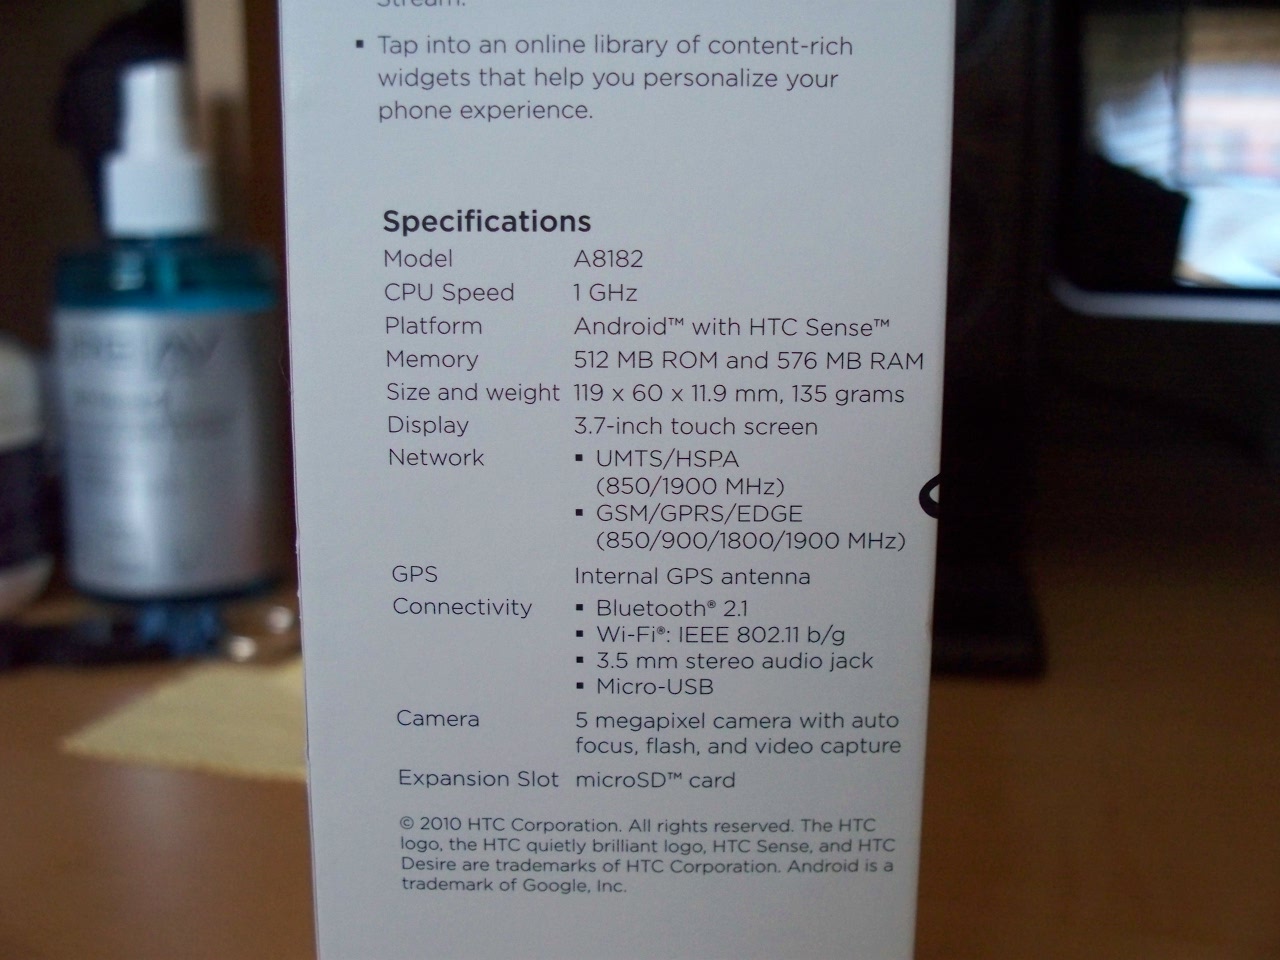 Stream.
▪ Tap into an online library of content-rich
widgets that help you personalize your
phone experience.
Specifications
Model A8182
CPU Speed 1 GHz
Platform Android™ with HTC Sense™
Memory 512 MB ROM and 576 MB RAM
Size and weight 119 x 60 x 11.9 mm, 135 grams
Display 3.7-inch touch screen
Network ▪ UMTS/HSPA
(850/1900 MHz)
▪ GSM/GPRS/EDGE
(850/900/1800/1900 MHz)
GPS Internal GPS antenna
Connectivity ▪ Bluetooth® 2.1
▪ Wi-Fi®: IEEE 802.11 b/g
▪ 3.5 mm stereo audio jack
▪ Micro-USB
Camera 5 megapixel camera with auto
focus, flash, and video capture
Expansion Slot microSD™ card
© 2010 HTC Corporation. All rights reserved. The HTC
logo, the HTC quietly brilliant logo, HTC Sense, and HTC
Desire are trademarks of HTC Corporation. Android is a
trademark of Google, Inc.